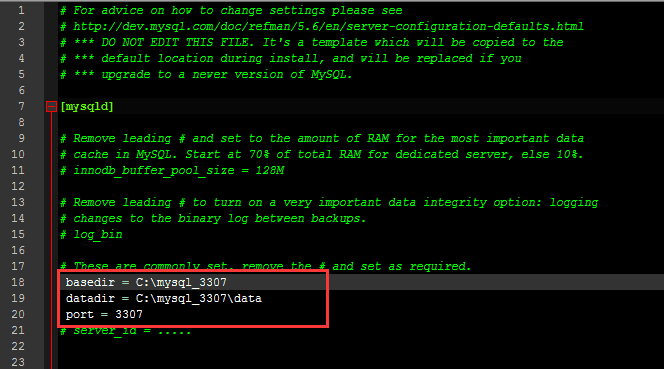 1 # For advice on how to change settings please see
2 # http://dev.mysql.com/doc/refman/5.6/en/server-configuration-defaults.html
3 # *** DO NOT EDIT THIS FILE. It's a template which will be copied to the
4 # *** default location during install, and will be replaced if you
5 # *** upgrade to a newer version of MySQL.
6
7 [mysqld]
8
9 # Remove leading # and set to the amount of RAM for the most important data
10 # cache in MySQL. Start at 70% of total RAM for dedicated server, else 10%.
11 # innodb_buffer_pool_size = 128M
12
13 # Remove leading # to turn on a very important data integrity option: logging
14 # changes to the binary log between backups.
15 # log_bin
16
17 # These are commonly set, remove the # and set as required.
18 basedir = C:\mysql_3307
19 datadir = C:\mysql_3307\data
20 port = 3307
21 # server_id = .....
22
23